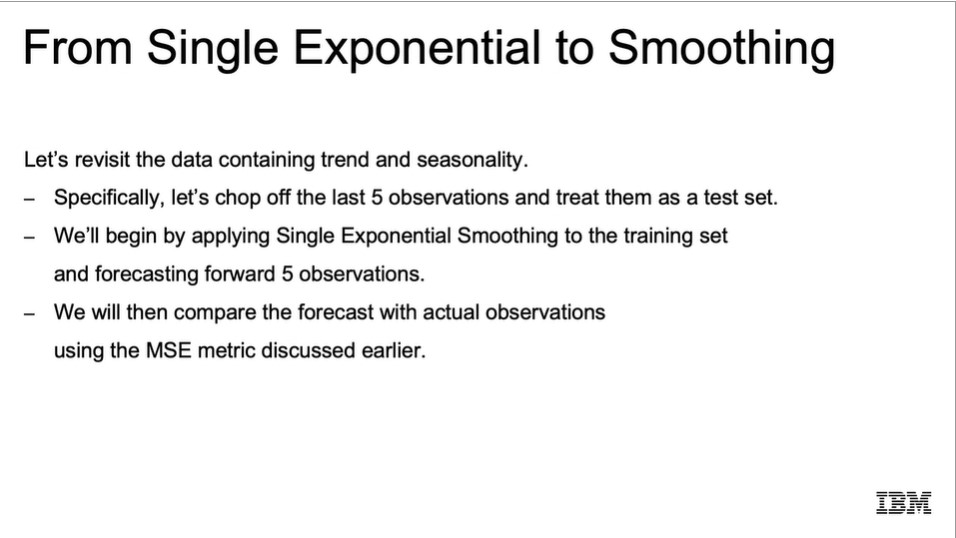 From Single Exponential to Smoothing
Let's revisit the data containing trend and seasonality.
– Specifically, let's chop off the last 5 observations and treat them as a test set.
– We'll begin by applying Single Exponential Smoothing to the training set
and forecasting forward 5 observations.
– We will then compare the forecast with actual observations
using the MSE metric discussed earlier.
IBM